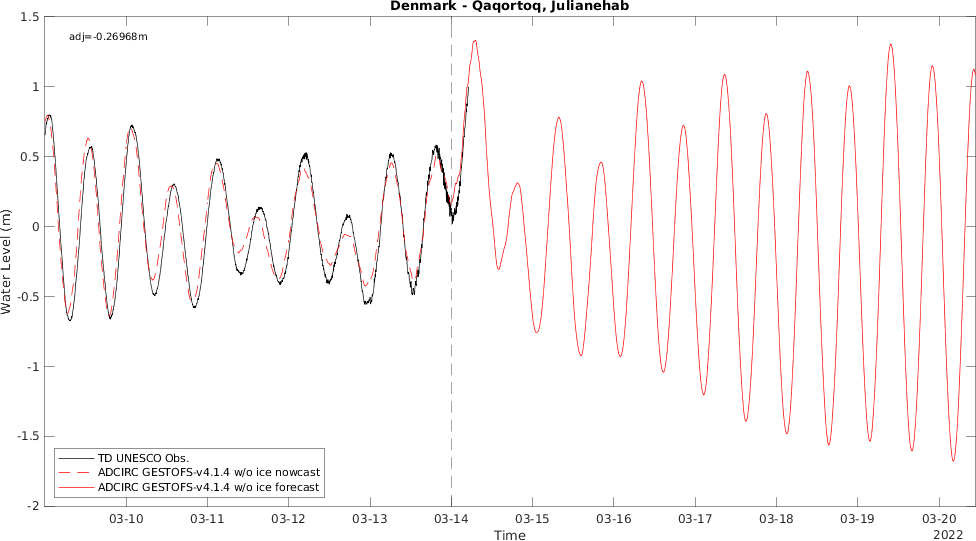 Denmark - Qaqortoq, Julianehab
adj=-0.26968m
1.5
1
0.5
0
-0.5
-1
-1.5
-2
Water Level (m)
TD UNESCO Obs.
ADCIRC GESTOFS-v4.1.4 w/o ice nowcast
ADCIRC GESTOFS-v4.1.4 w/o ice forecast
03-10 03-11 03-12 03-13 03-14 03-15 03-16 03-17 03-18 03-19 03-20
Time
2022